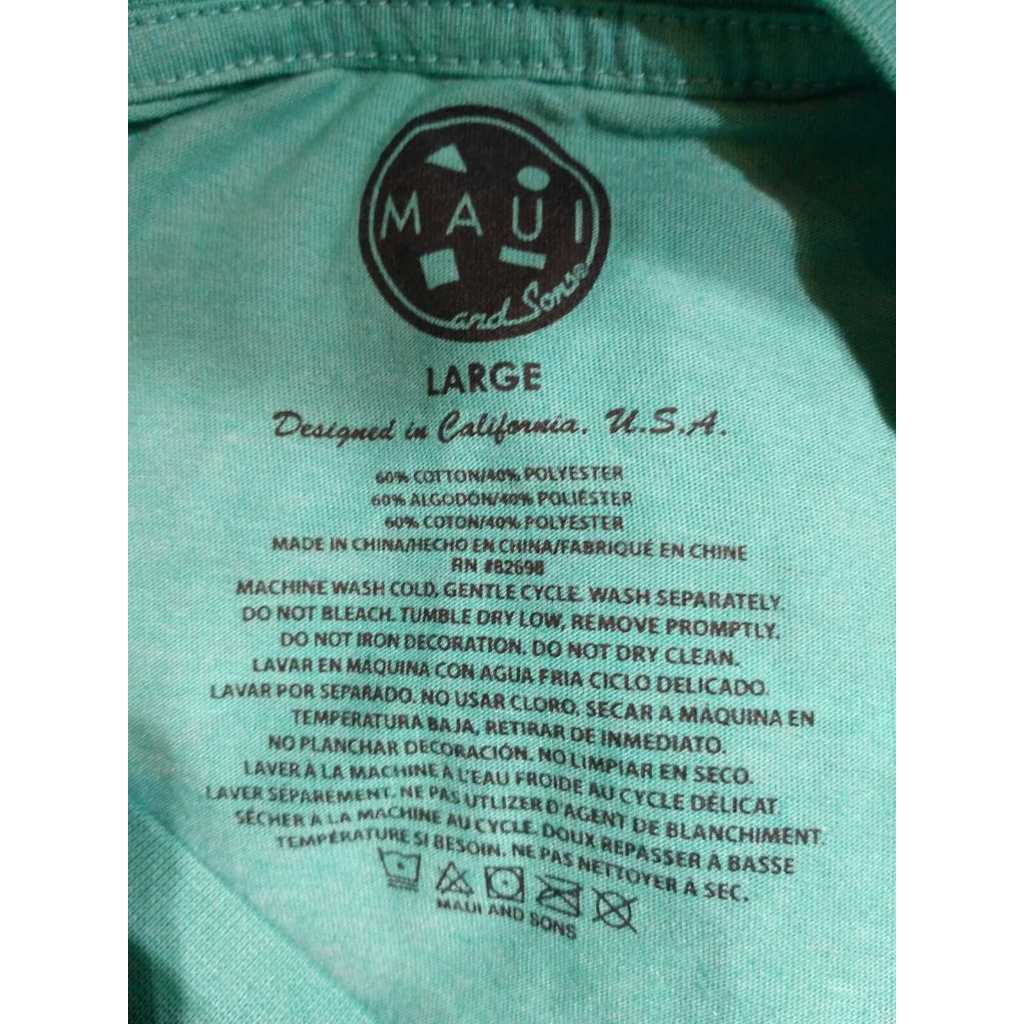 MAUI
and Sons®
LARGE
Designed in California, U.S.A.
60% COTTON/40% POLYESTER
60% ALGODÓN/40% POLIÉSTER
60% COTON/40% POLYESTER
MADE IN CHINA/HECHO EN CHINA/FABRIQUÉ EN CHINE
RN #82698
MACHINE WASH COLD, GENTLE CYCLE. WASH SEPARATELY.
DO NOT BLEACH. TUMBLE DRY LOW, REMOVE PROMPTLY.
DO NOT IRON DECORATION. DO NOT DRY CLEAN.
LAVAR EN MÁQUINA CON AGUA FRIA CICLO DELICADO.
LAVAR POR SEPARADO. NO USAR CLORO, SECAR A MÁQUINA EN
TEMPERATURA BAJA, RETIRAR DE INMEDIATO.
NO PLANCHAR DECORACIÓN. NO LIMPIAR EN SECO.
LAVER À LA MACHINE À L'EAU FROIDE AU CYCLE DÉLICAT.
LAVER SÉPAREMENT. NE PAS UTLIZER D'AGENT DE BLANCHIMENT.
SÉCHER À LA MACHINE AU CYCLE DOUX REPASSER À BASSE
TEMPÉRATURE SI BESOIN. NE PAS NETTOYER À SEC.
MAUI AND SONS